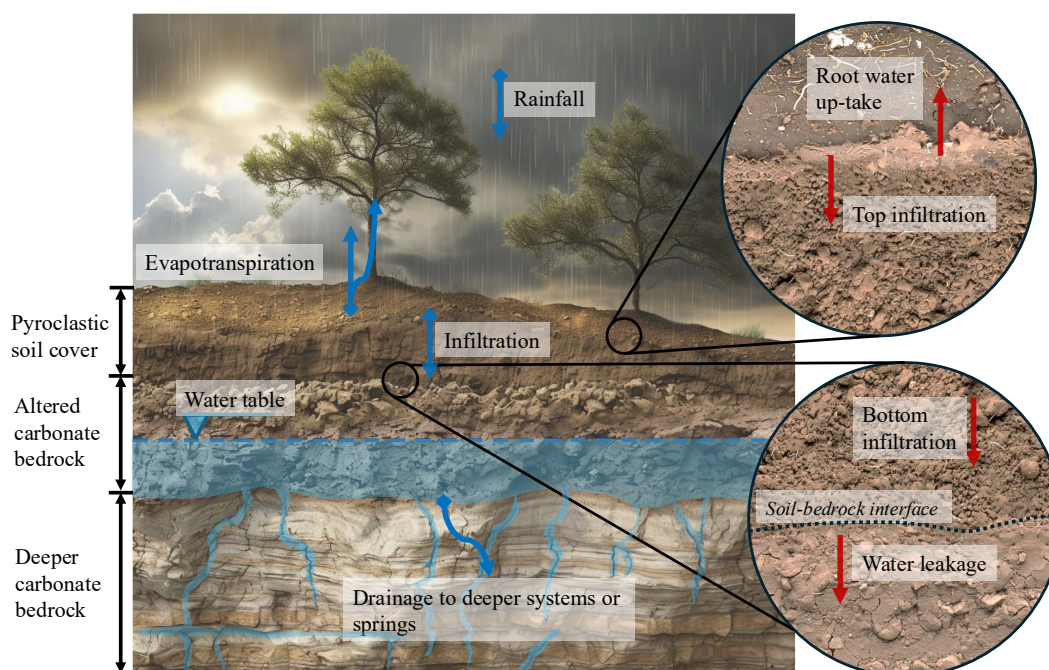 Rainfall
Evapotranspiration
Pyroclastic
soil cover
Infiltration
Altered
carbonate
bedrock
Water table
Deeper
carbonate
bedrock
Drainage to deeper systems or
springs
Root water
up-take
Top infiltration
Bottom
infiltration
Soil-bedrock interface
Water leakage